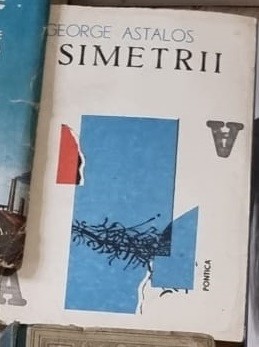 GEORGE ASTALOS
SIMETRII
V
PONTICA
A